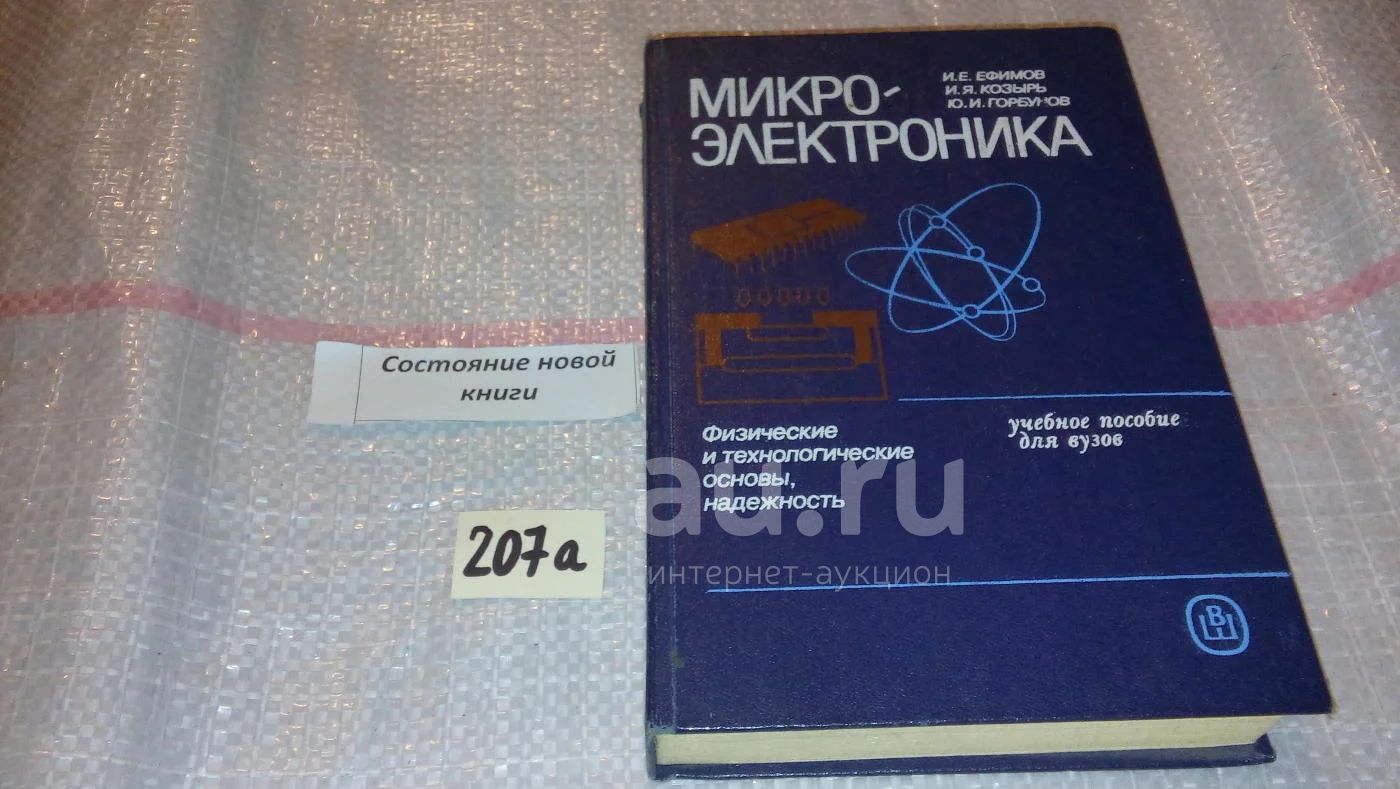 И.Е. ЕФИМОВ
И.Я. КОЗЫРЬ
Ю.И. ГОРБУНОВ
МИКРО-
ЭЛЕКТРОНИКА
Состояние новой
книги
Физические
и технологические
основы,
надежность
учебное пособие
для вузов
207а
au.ru
интернет-аукцион
ВШ